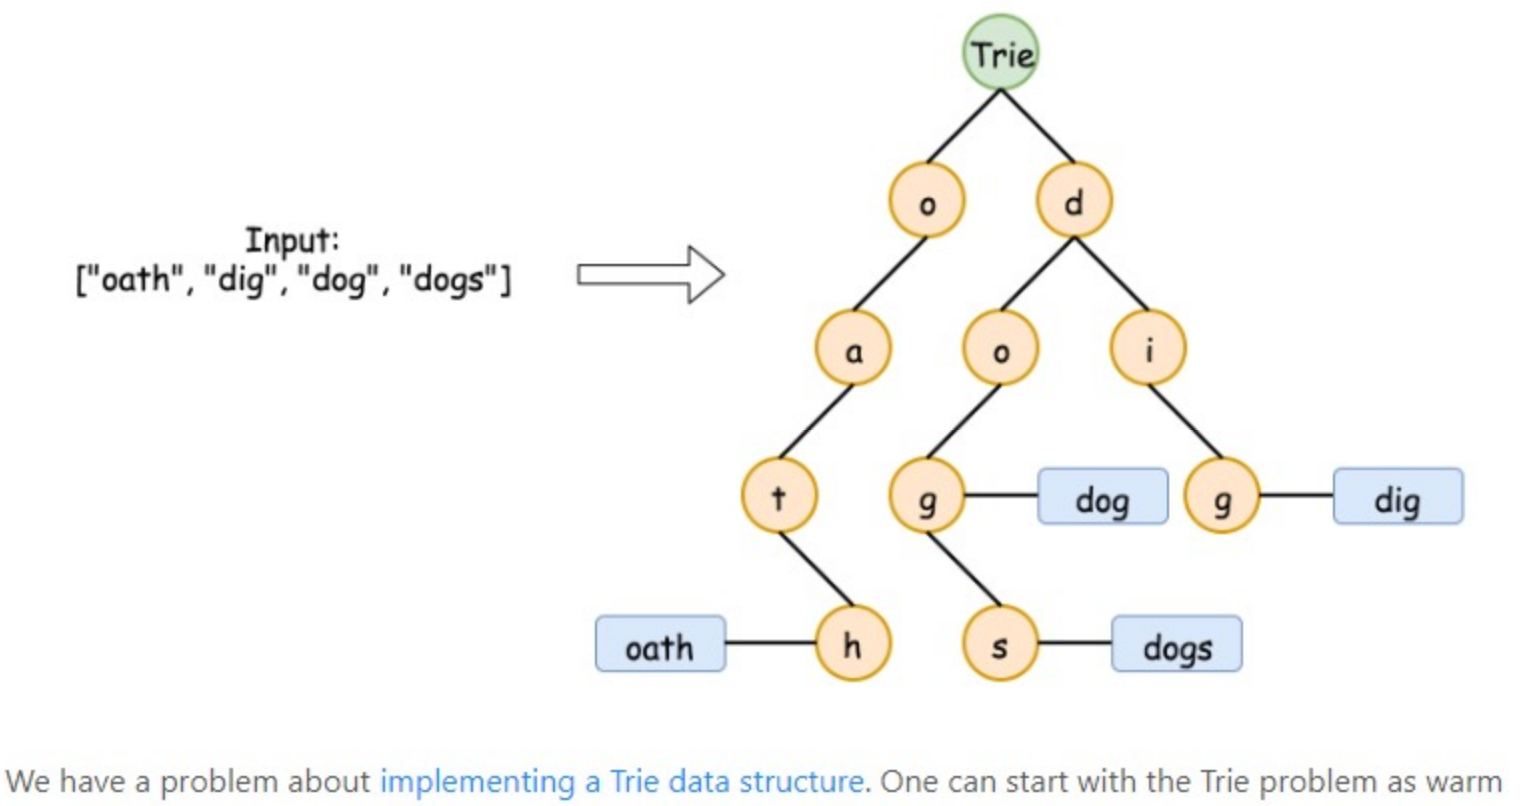 Trie
o d
Input:
["oath", "dig", "dog", "dogs"]
a o i
t g dog g dig
oath h s dogs
We have a problem about implementing a Trie data structure. One can start with the Trie problem as warm